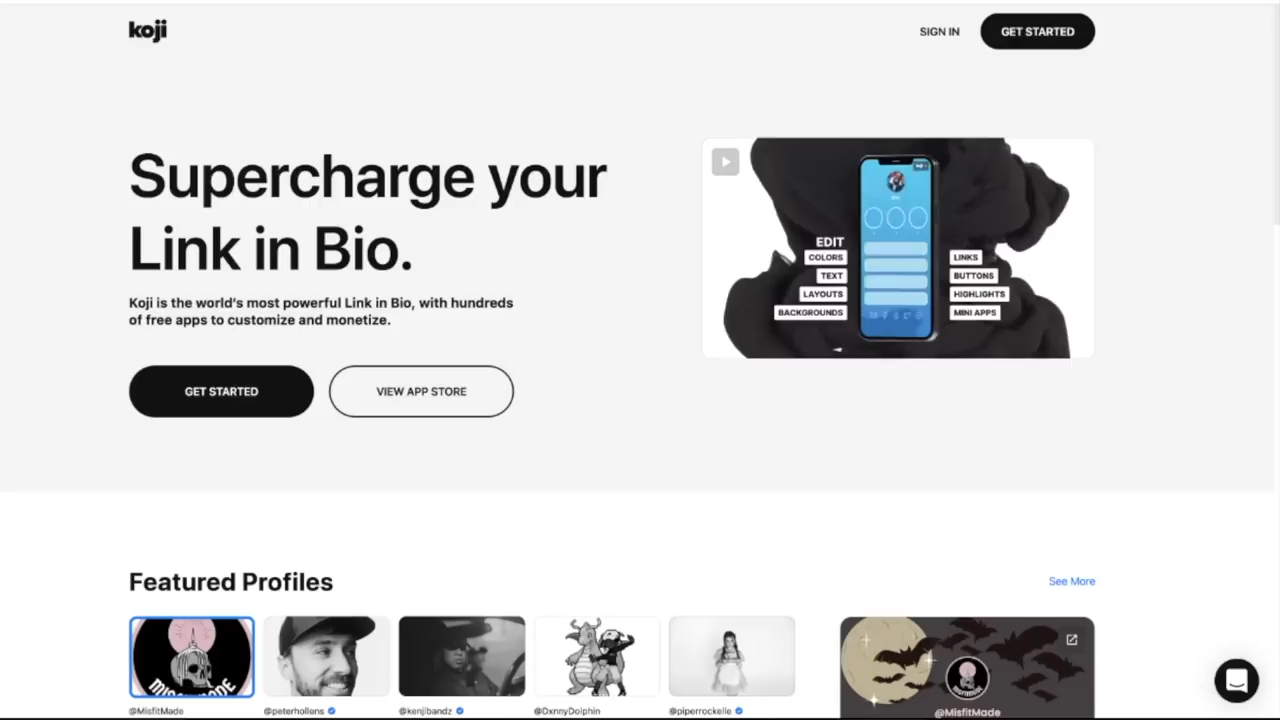 koji
SIGN IN
GET STARTED
Supercharge your
Link in Bio.
Koji is the world's most powerful Link in Bio, with hundreds
of free apps to customize and monetize.
GET STARTED
VIEW APP STORE
EDIT
COLORS
TEXT
LAYOUTS
BACKGROUNDS
LINKS
BUTTONS
HIGHLIGHTS
MINI APPS
Featured Profiles
See More
MISFIT MADE
@MisfitMade
@peterhollens
@kenjibandz
@DxnnyDolphin
@piperrockelle
@MisfitMade